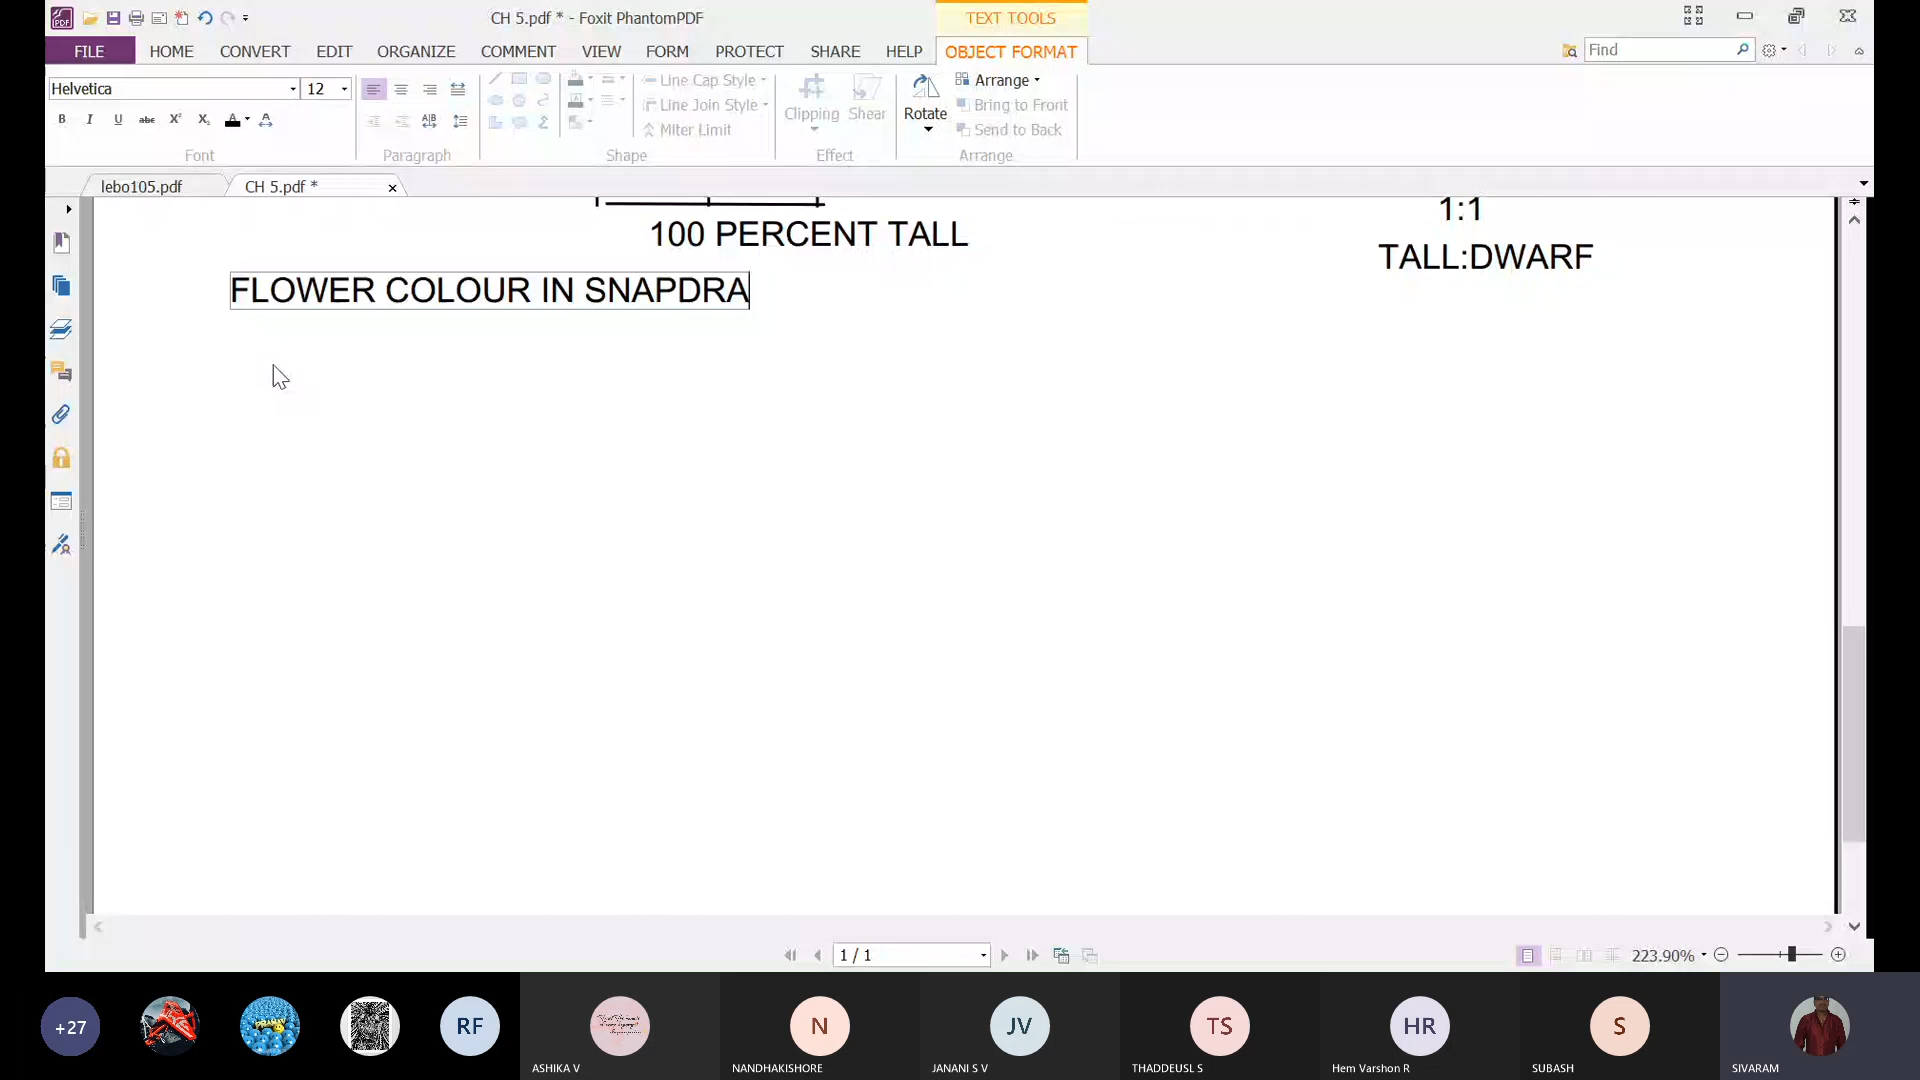 CH 5.pdf * - Foxit PhantomPDF
TEXT TOOLS
FILE HOME CONVERT EDIT ORGANIZE COMMENT VIEW FORM PROTECT SHARE HELP OBJECT FORMAT
Find
Helvetica 12
Line Cap Style
Line Join Style
Miter Limit
Clipping Shear
Rotate
Arrange
Bring to Front
Send to Back
B I U abc X² X₂ A A
Font Paragraph Shape Effect Arrange
lebo105.pdf CH 5.pdf *
100 PERCENT TALL
1:1
TALL:DWARF
FLOWER COLOUR IN SNAPDRA
1 / 1
223.90%
+27 RF N JV TS HR S
ASHIKA V NANDHAKISHORE JANANI S V THADDEUSL S Hem Varshon R SUBASH SIVARAM